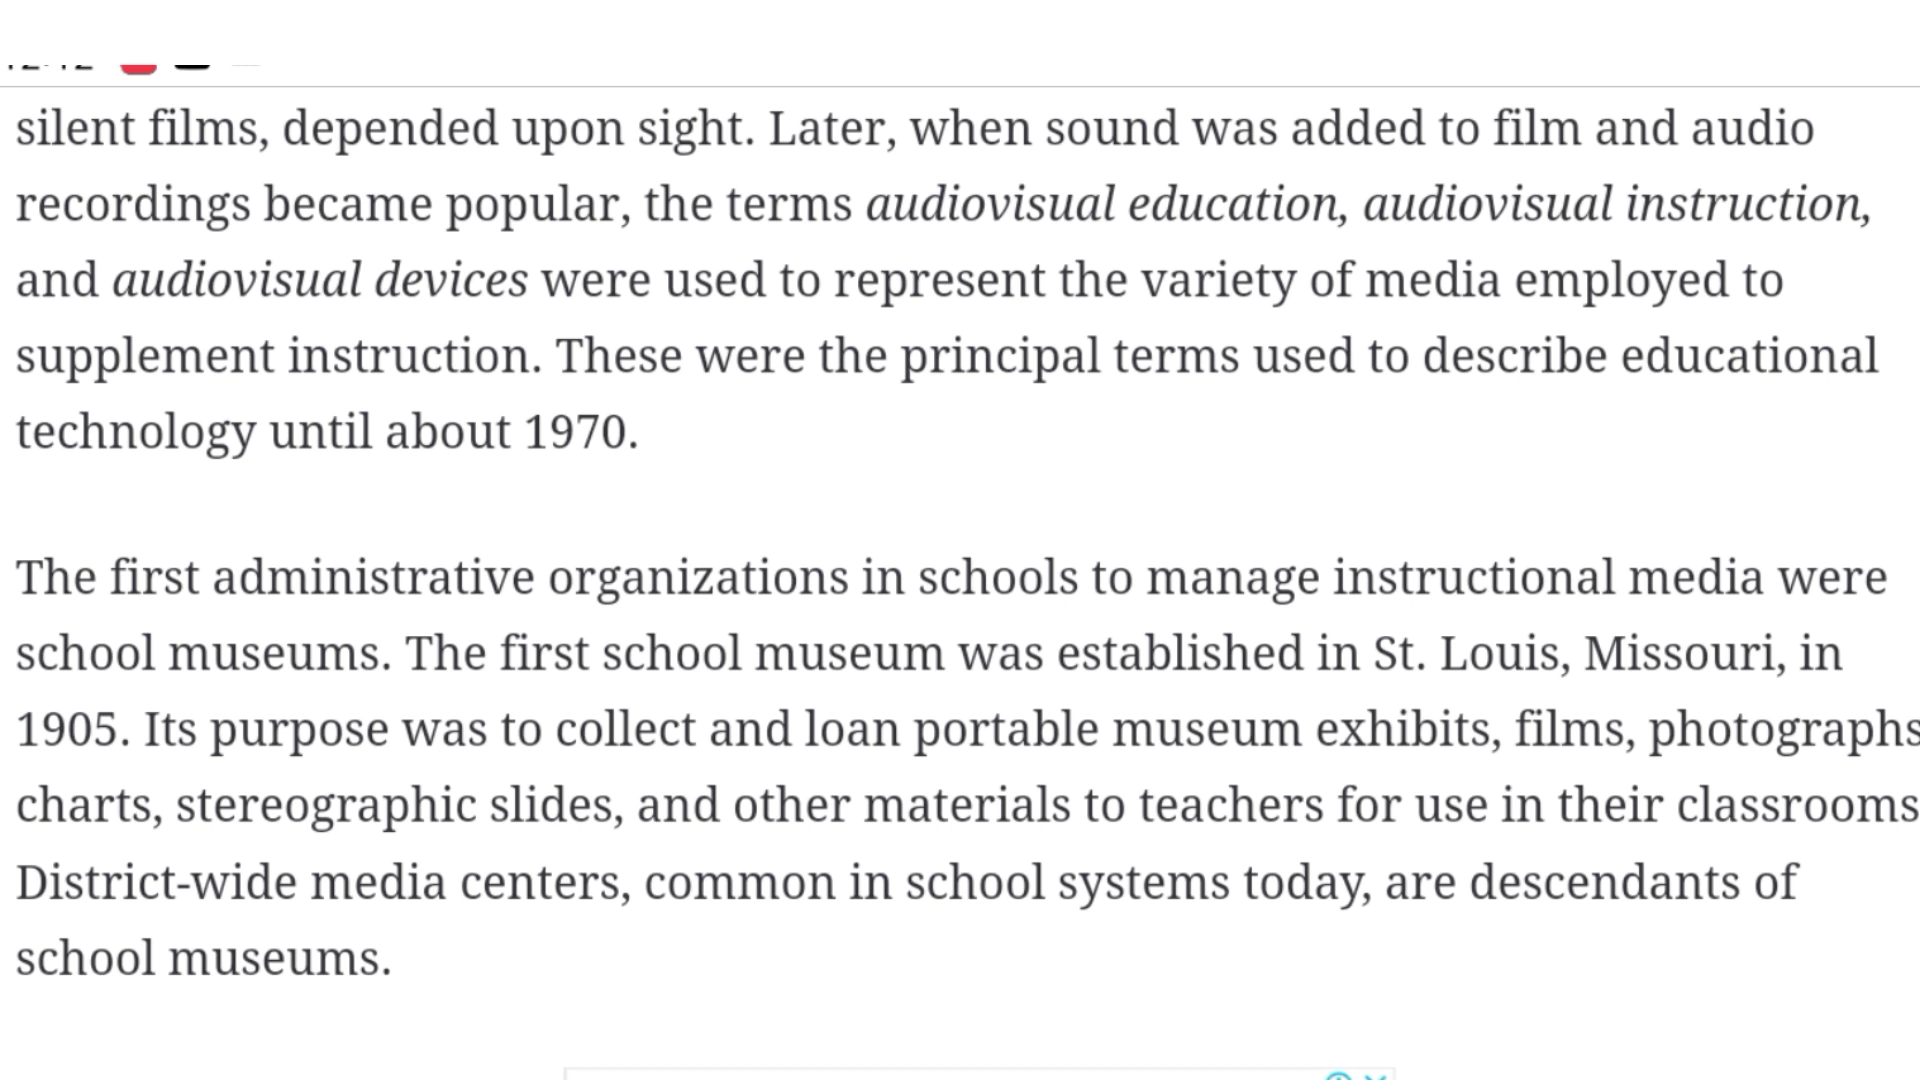 silent films, depended upon sight. Later, when sound was added to film and audio
recordings became popular, the terms audiovisual education, audiovisual instruction,
and audiovisual devices were used to represent the variety of media employed to
supplement instruction. These were the principal terms used to describe educational
technology until about 1970.
The first administrative organizations in schools to manage instructional media were
school museums. The first school museum was established in St. Louis, Missouri, in
1905. Its purpose was to collect and loan portable museum exhibits, films, photographs
charts, stereographic slides, and other materials to teachers for use in their classrooms
District-wide media centers, common in school systems today, are descendants of
school museums.